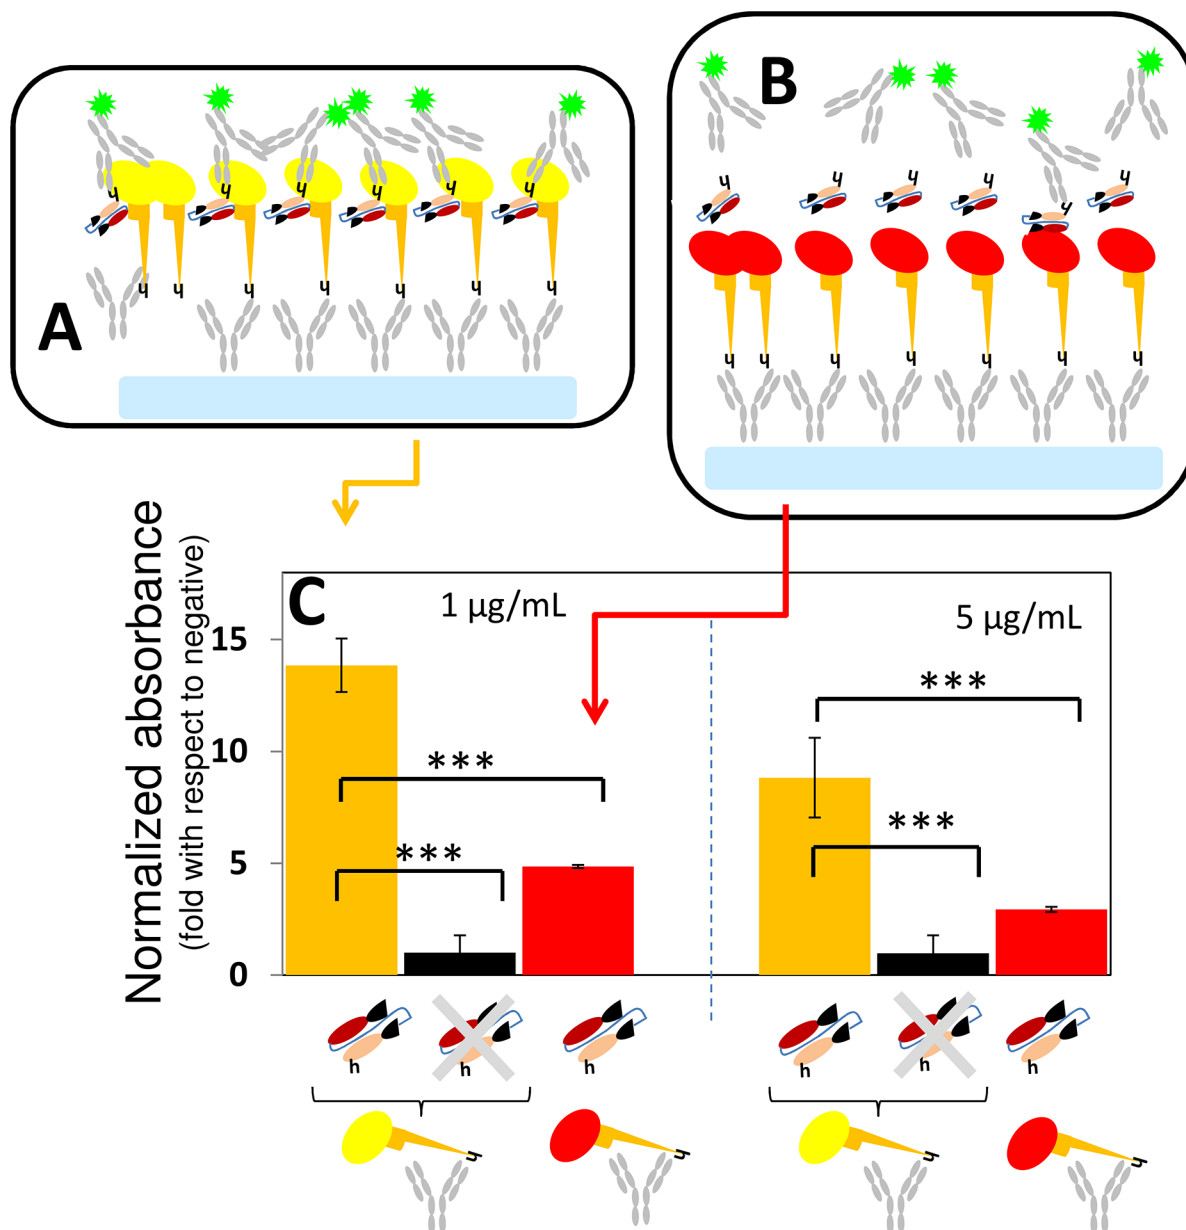 B
A
Normalized absorbance
(fold with respect to negative)
C
1 µg/mL
5 µg/mL
15
10
5
0
***
***
***
***
h
h
h
h
h
h